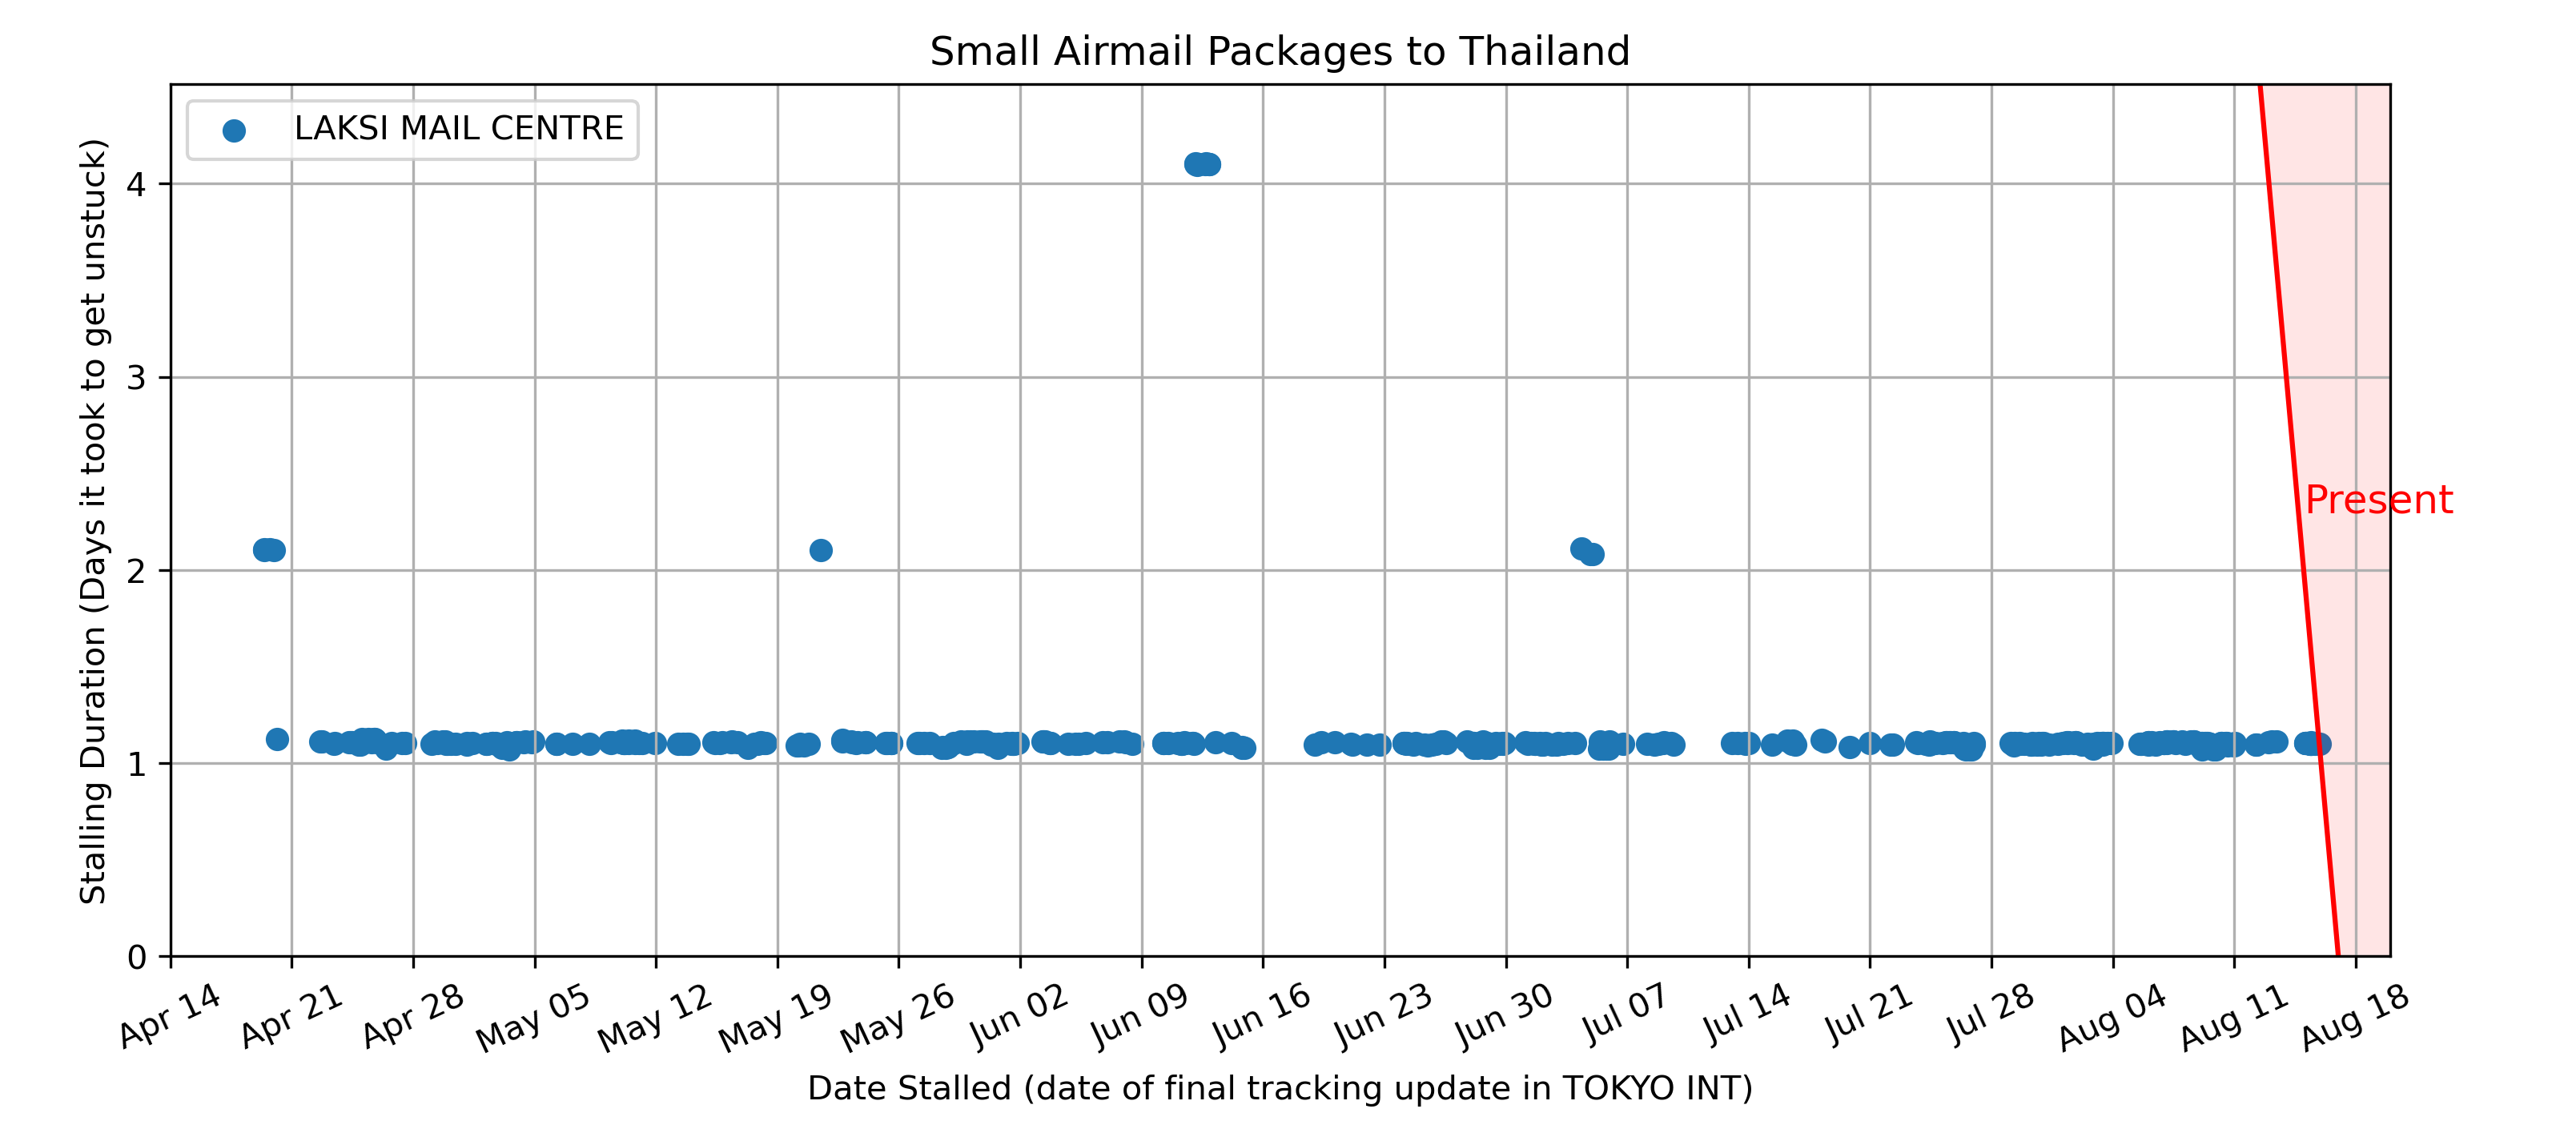 Small Airmail Packages to Thailand
LAKSI MAIL CENTRE
Stalling Duration (Days it took to get unstuck)
4
3
2
1
0
Present
Apr 14
Apr 21
Apr 28
May 05
May 12
May 19
May 26
Jun 02
Jun 09
Jun 16
Jun 23
Jun 30
Jul 07
Jul 14
Jul 21
Jul 28
Aug 04
Aug 11
Aug 18
Date Stalled (date of final tracking update in TOKYO INT)